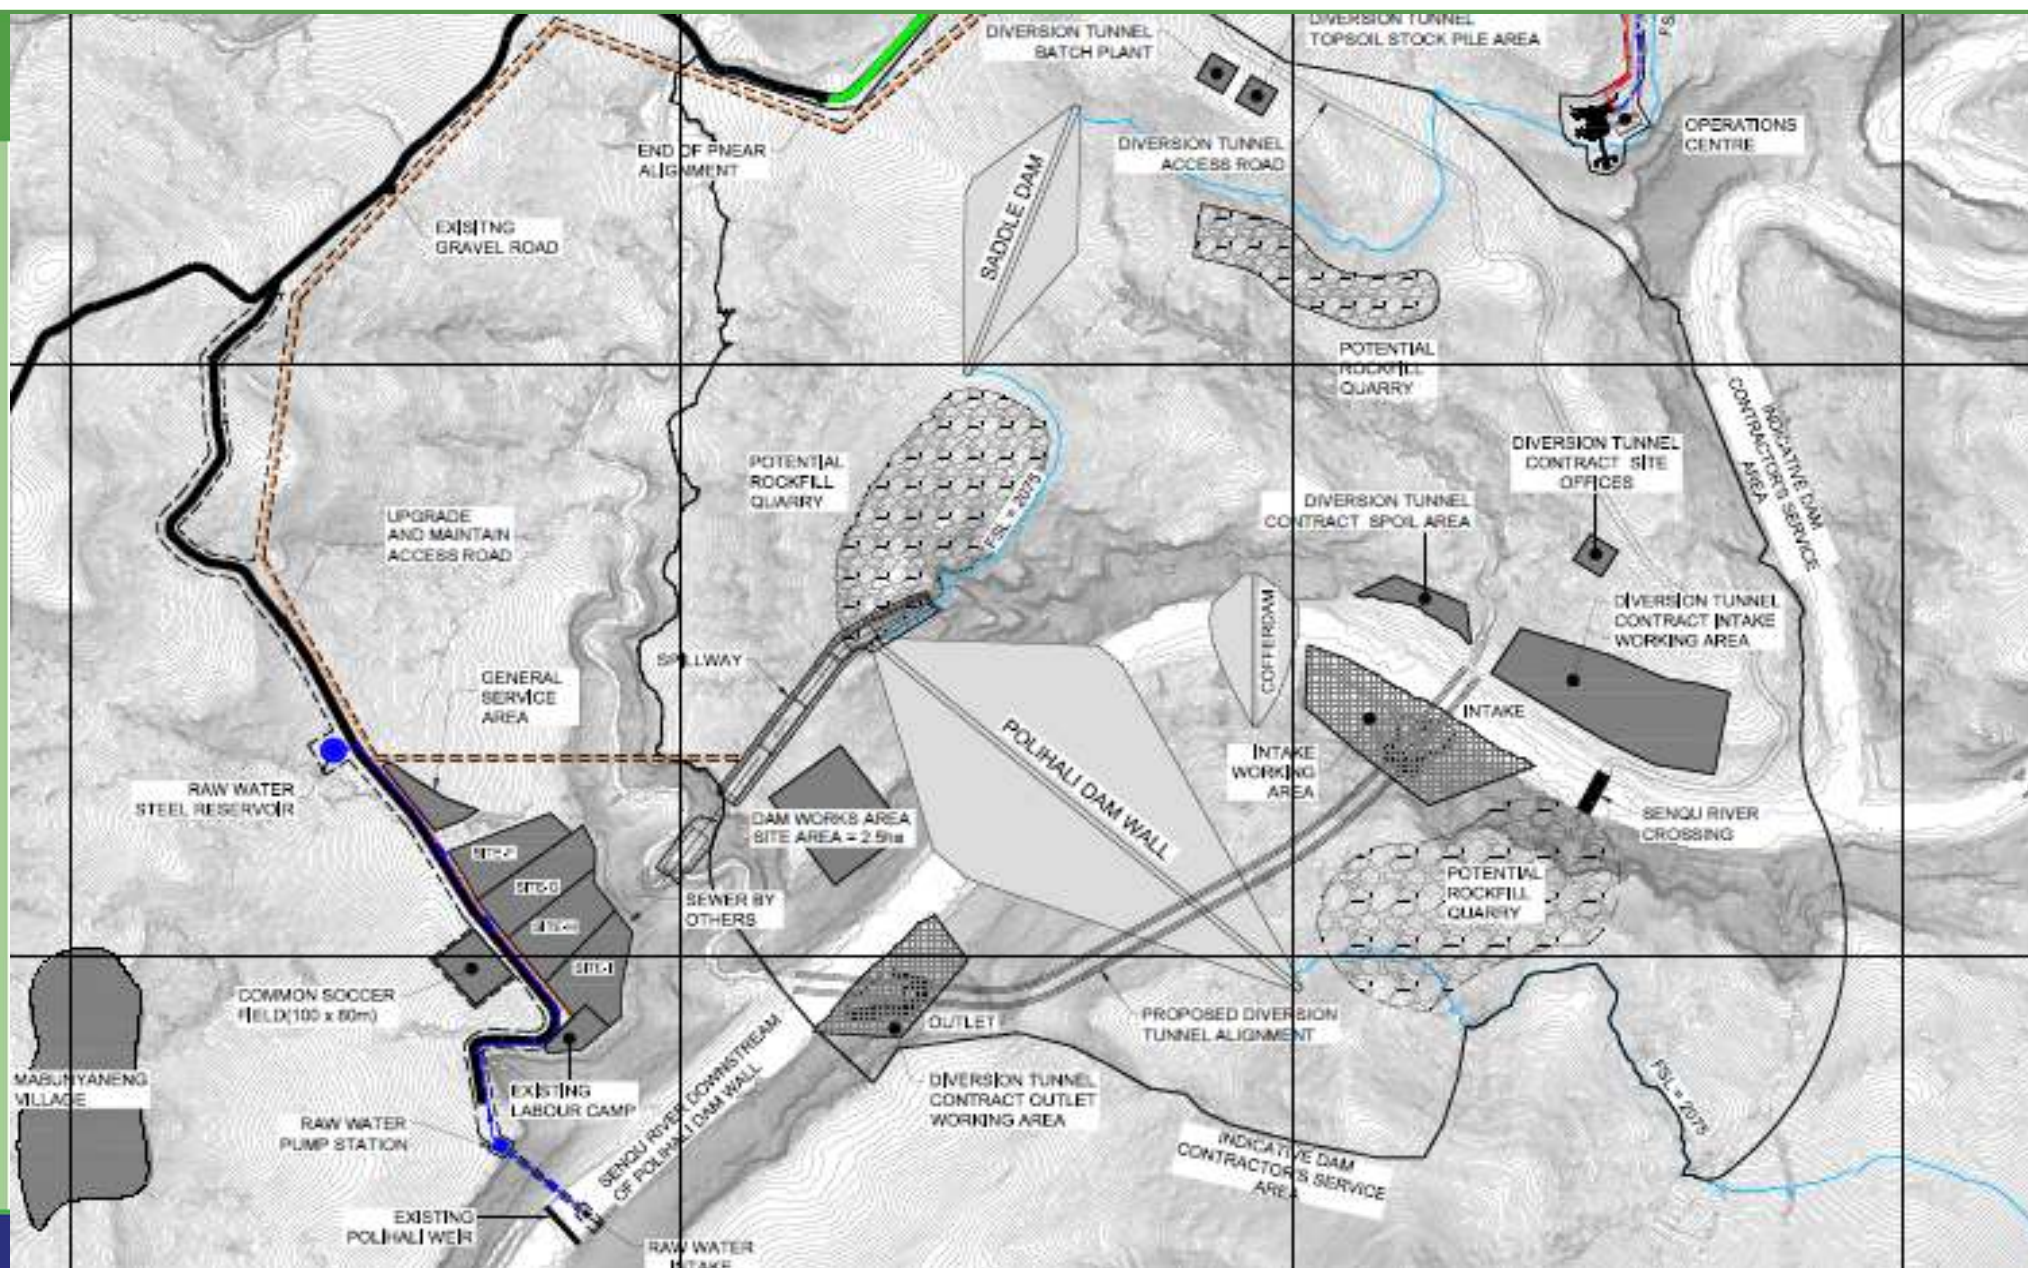 DIVERSION TUNNEL
BATCH PLANT
DIVERSION TUNNEL
TOPSOIL STOCK PILE AREA
OPERATIONS
CENTRE
END OF PNEAR
ALIGNMENT
SADDLE DAM
DIVERSION TUNNEL
ACCESS ROAD
EXISITNG
GRAVEL ROAD
POTENTIAL
ROCKFILL
QUARRY
INDICATIVE DAM
CONTRACTOR'S SERVICE
AREA
POTENTIAL
ROCKFILL
QUARRY
FSL = 2075
DIVERSION TUNNEL
CONTRACT SITE
OFFICES
DIVERSION TUNNEL
CONTRACT SPOIL AREA
UPGRADE
AND MAINTAIN
ACCESS ROAD
DIVERSION TUNNEL
CONTRACT INTAKE
WORKING AREA
COFFERDAM
SPILLWAY
GENERAL
SERVICE
AREA
INTAKE
POLIHALI DAM WALL
INTAKE
WORKING
AREA
RAW WATER
STEEL RESERVOIR
DAM WORKS AREA
SITE AREA = 2.5ha
SENQU RIVER
CROSSING
SITE-F
SITE-G
SITE-H
SITE-I
SEWER BY
OTHERS
POTENTIAL
ROCKFILL
QUARRY
COMMON SOCCER
FIELD(100 x 80m)
OUTLET
PROPOSED DIVERSION
TUNNEL ALIGNMENT
MABUNYANENG
VILLAGE
EXISTING
LABOUR CAMP
SENQU RIVER DOWNSTREAM
OF POLIHALI DAM WALL
DIVERSION TUNNEL
CONTRACT OUTLET
WORKING AREA
FSL = 2075
RAW WATER
PUMP STATION
INDICATIVE DAM
CONTRACTOR'S SERVICE
AREA
EXISTING
POLIHALI WEIR
RAW WATER
INTAKE